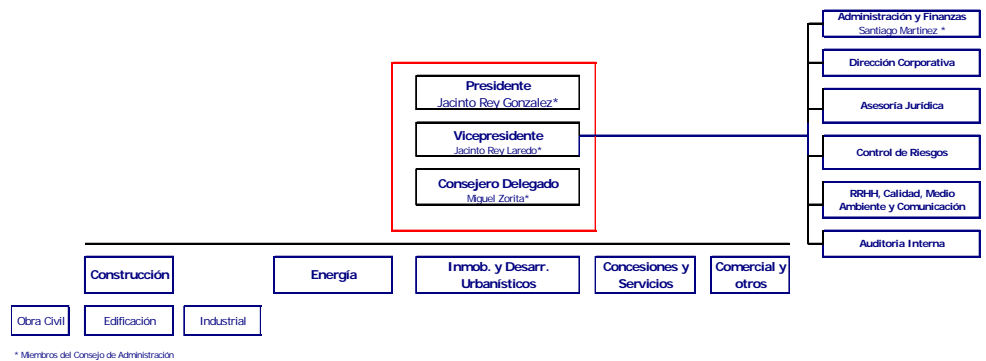 Administración y Finanzas
Santiago Martinez *
Dirección Corporativa
Presidente
Jacinto Rey Gonzalez*
Asesoría Jurídica
Vicepresidente
Jacinto Rey Laredo*
Control de Riesgos
Consejero Delegado
Miguel Zorita*
RRHH, Calidad, Medio
Ambiente y Comunicación
Auditoria Interna
Construcción
Energía
Inmob. y Desarr.
Urbanísticos
Concesiones y
Servicios
Comercial y
otros
Obra Civil
Edificación
Industrial
* Miembros del Consejo de Administración